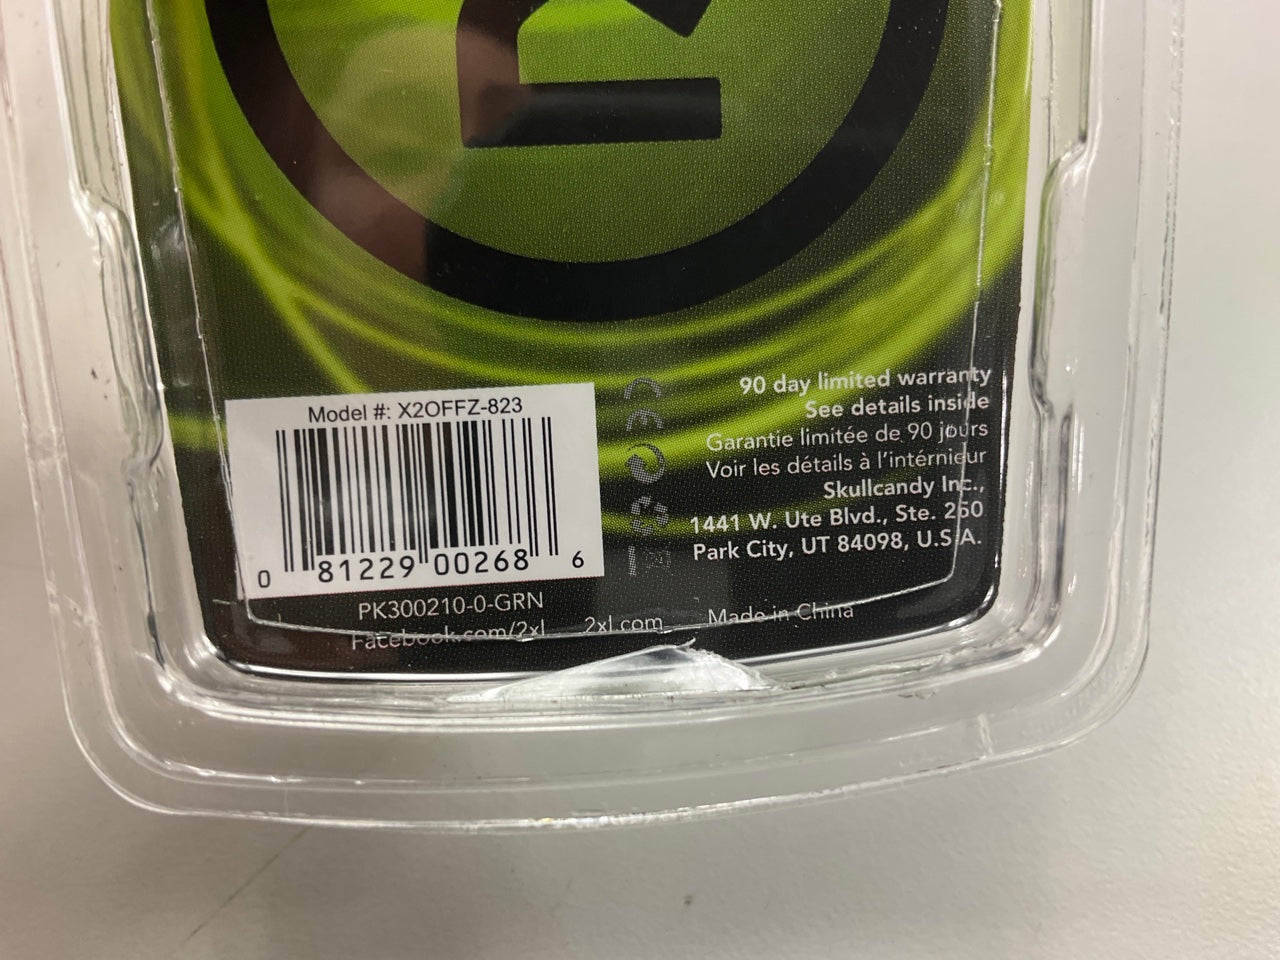 Model #: X2OFFZ-823
0 81229 00268 6
PK300210-0-GRN
Facebook.com/2xl 2xl.com Made in China
90 day limited warranty
See details inside
Garantie limitée de 90 jours
Voir les détails à l'intérnieur
Skullcandy Inc.,
1441 W. Ute Blvd., Ste. 250
Park City, UT 84098, U.S.A.